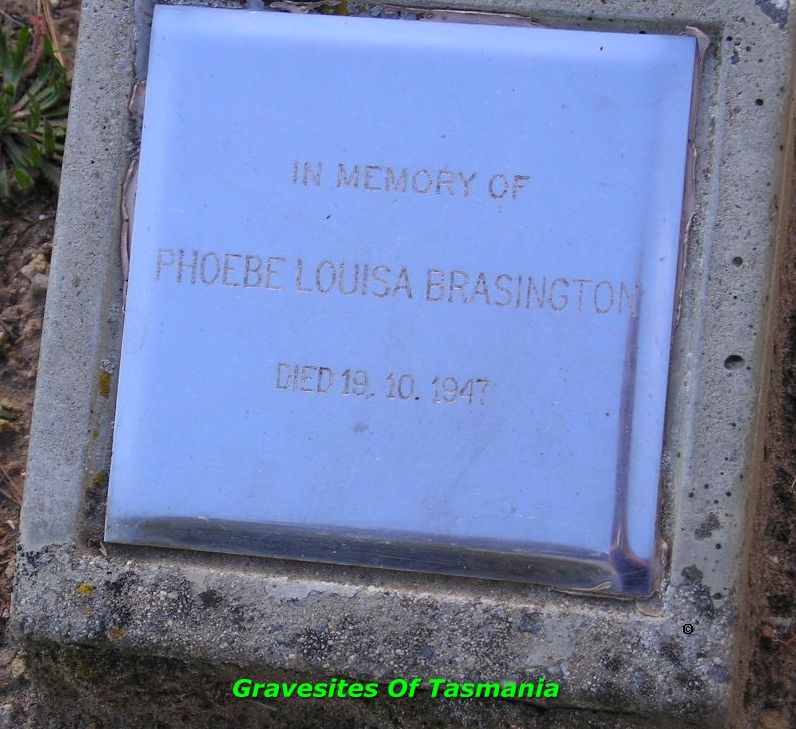 IN MEMORY OF
PHOEBE LOUISA BRASINGTON
DIED 19. 10. 1947
©
Gravesites Of Tasmania